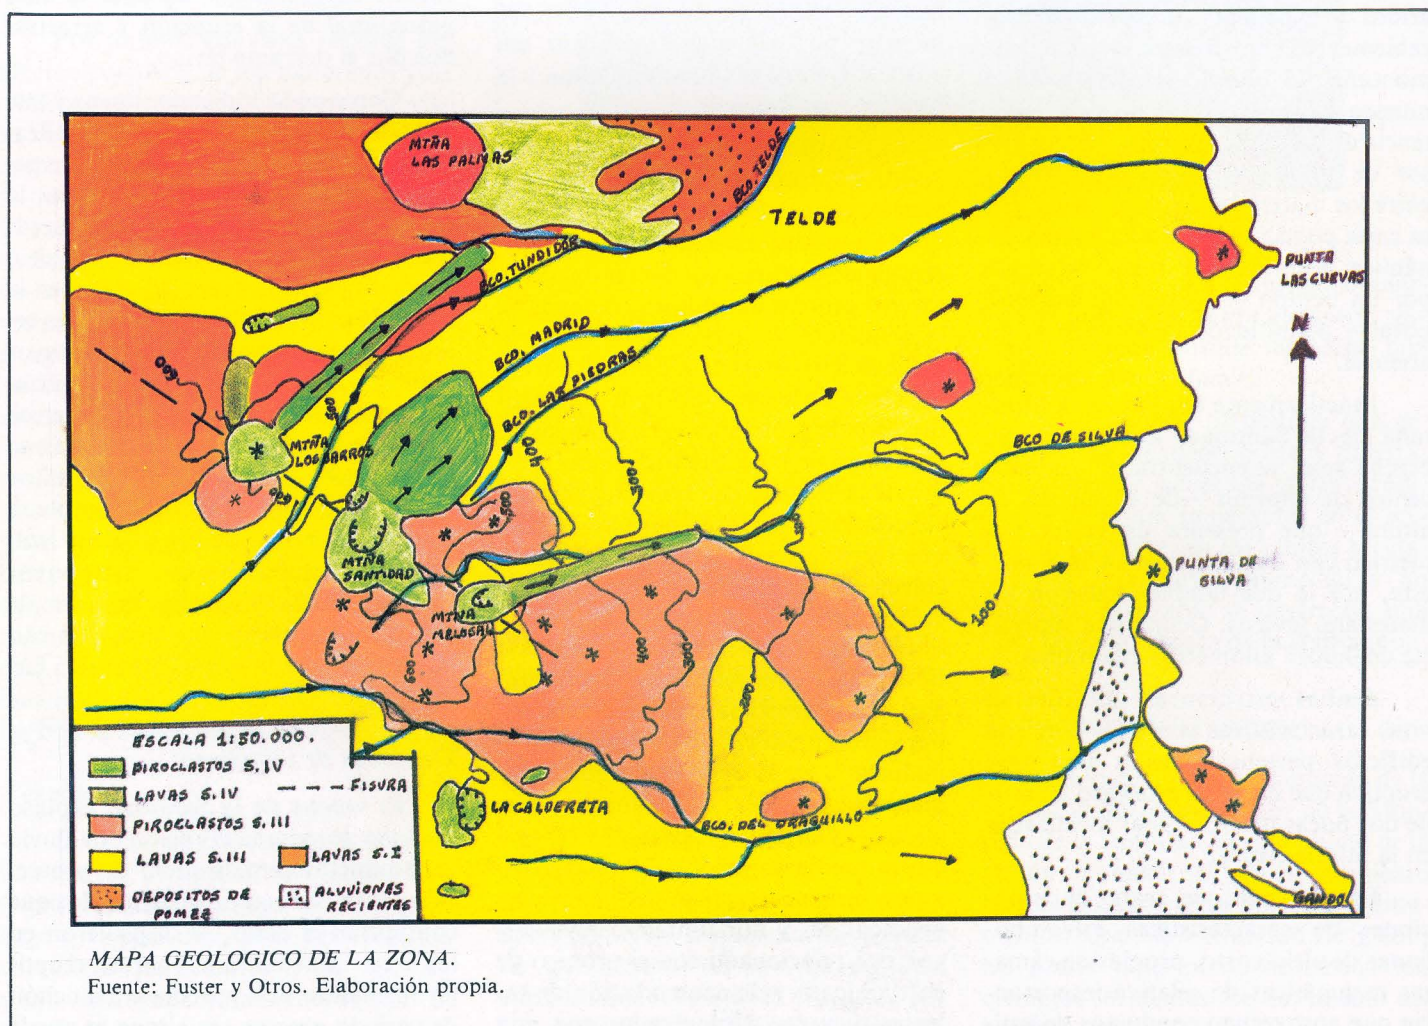 MTÑA
LAS PALMAS
BCO. TELDE
TELDE
BCO. TUNDIDOR
PUNTA
LAS CUEVAS
N
600
500
BCO. MADRID
BCO. LAS PIEDRAS
MTÑA
LOS BARROS
600
400
300
500
BCO DE SILVA
MTÑA
SANTIDAD
PUNTA DE
SILVA
MTÑA
MELOSAL
100
600
400
300
200
ESCALA 1:50.000.
PIROCLASTOS S.IV
LAVAS S.IV
FISURA
PIROCLASTOS S.III
LAVAS S.III
LAVAS S.I
DEPOSITOS DE
POMEZ
ALUVIONES
RECIENTES
LA CALDERETA
BCO. DEL DRAGUILLO
GANDO
MAPA GEOLOGICO DE LA ZONA.
Fuente: Fuster y Otros. Elaboración propia.